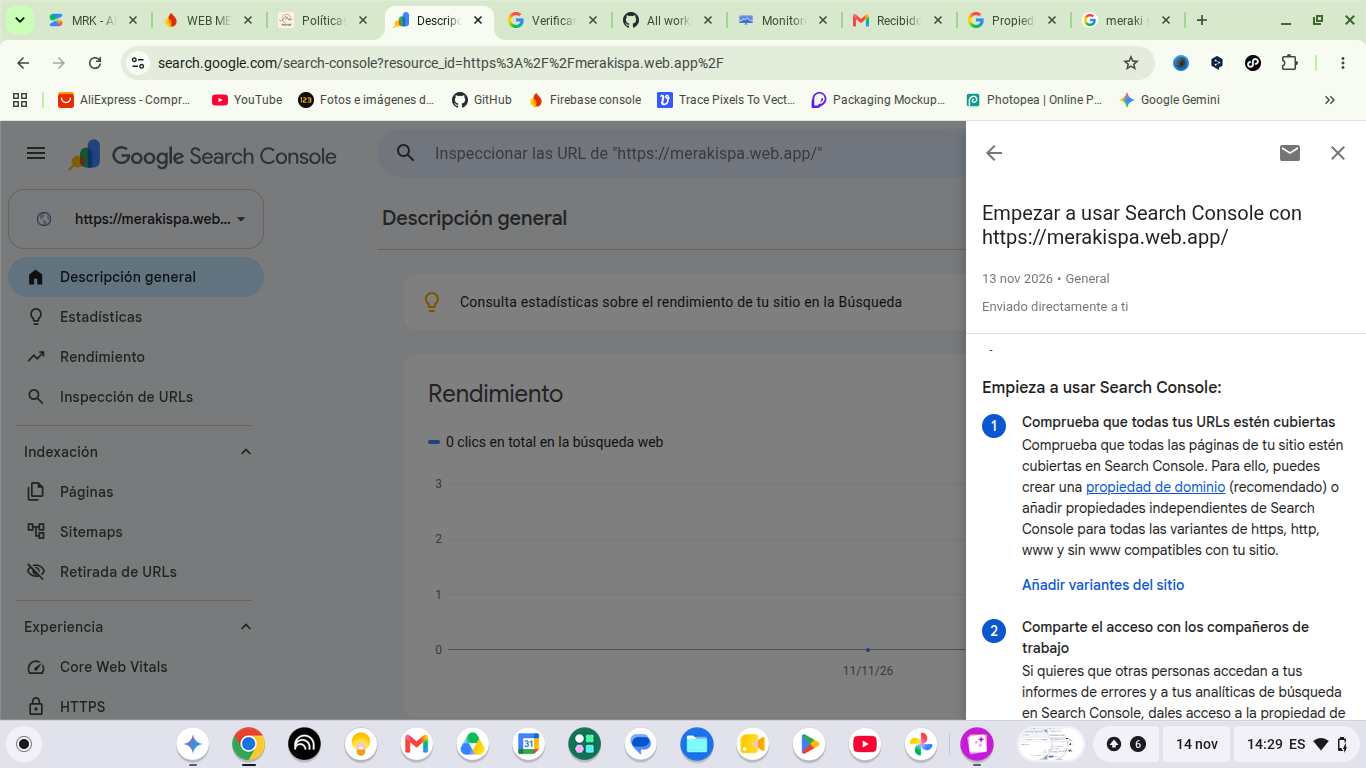 MRK - Al
WEB ME
Políticas
Descripc
Verificar
All work
Monitori
Recibido
Propied
meraki s
search.google.com/search-console?resource_id=https%3A%2F%2Fmerakispa.web.app%2F
AliExpress - Compr...
YouTube
Fotos e imágenes d...
GitHub
Firebase console
Trace Pixels To Vect...
Packaging Mockup...
Photopea | Online P...
Google Gemini
Google Search Console
Inspeccionar las URL de "https://merakispa.web.app/"
https://merakispa.web...
Descripción general
Estadísticas
Rendimiento
Inspección de URLs
Indexación
Páginas
Sitemaps
Retirada de URLs
Experiencia
Core Web Vitals
HTTPS
Descripción general
Consulta estadísticas sobre el rendimiento de tu sitio en la Búsqueda
Rendimiento
0 clics en total en la búsqueda web
3
2
1
0
11/11/26
Empezar a usar Search Console con
https://merakispa.web.app/
13 nov 2026 • General
Enviado directamente a ti
Empieza a usar Search Console:
1
Comprueba que todas tus URLs estén cubiertas
Comprueba que todas las páginas de tu sitio estén
cubiertas en Search Console. Para ello, puedes
crear una propiedad de dominio (recomendado) o
añadir propiedades independientes de Search
Console para todas las variantes de https, http,
www y sin www compatibles con tu sitio.
Añadir variantes del sitio
2
Comparte el acceso con los compañeros de
trabajo
Si quieres que otras personas accedan a tus
informes de errores y a tus analíticas de búsqueda
en Search Console, dales acceso a la propiedad de
31
6
14 nov
14:29 ES